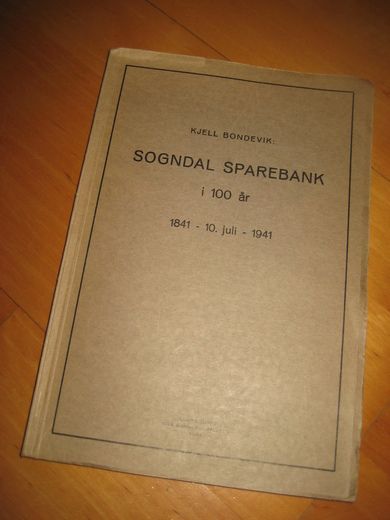 KJELL BONDEVIK:
SOGNDAL SPAREBANK
i 100 år
1841 - 10. juli - 1941